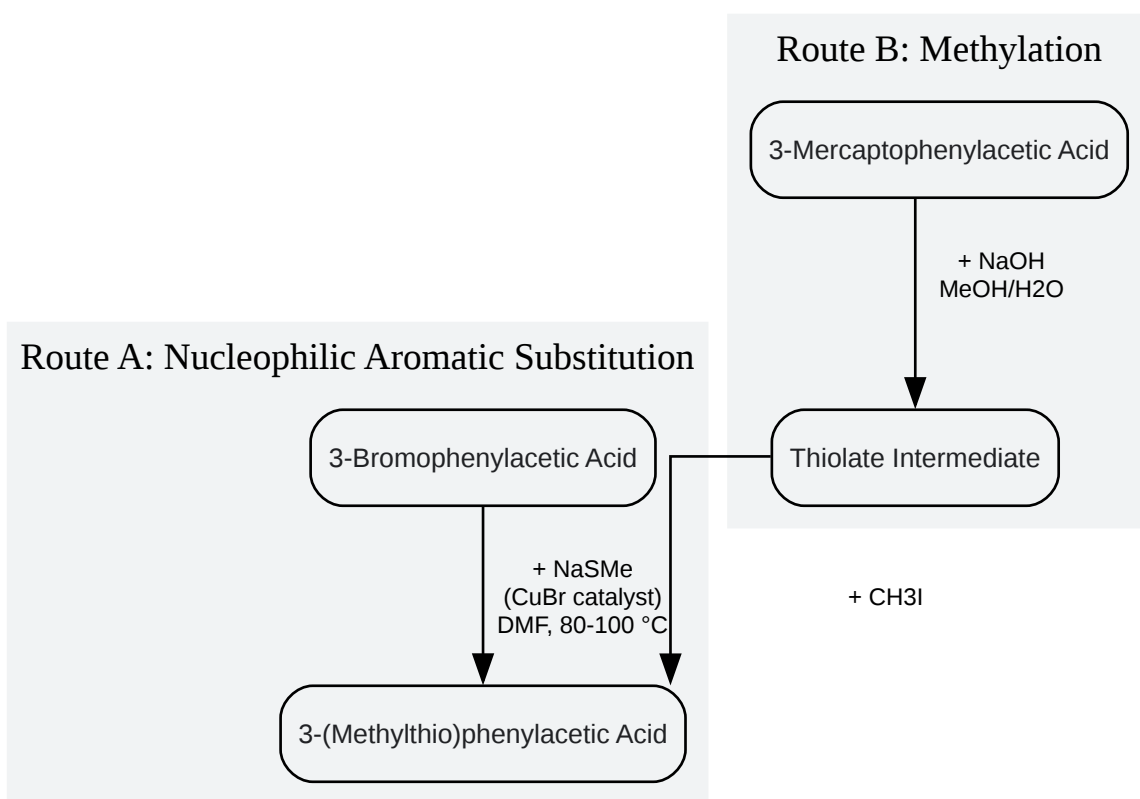 Route B: Methylation
3-Mercaptophenylacetic Acid
+ NaOH
MeOH/H2O
Route A: Nucleophilic Aromatic Substitution
3-Bromophenylacetic Acid
Thiolate Intermediate
+ NaSMe
(CuBr catalyst)
DMF, 80-100 °C
+ CH3I
3-(Methylthio)phenylacetic Acid